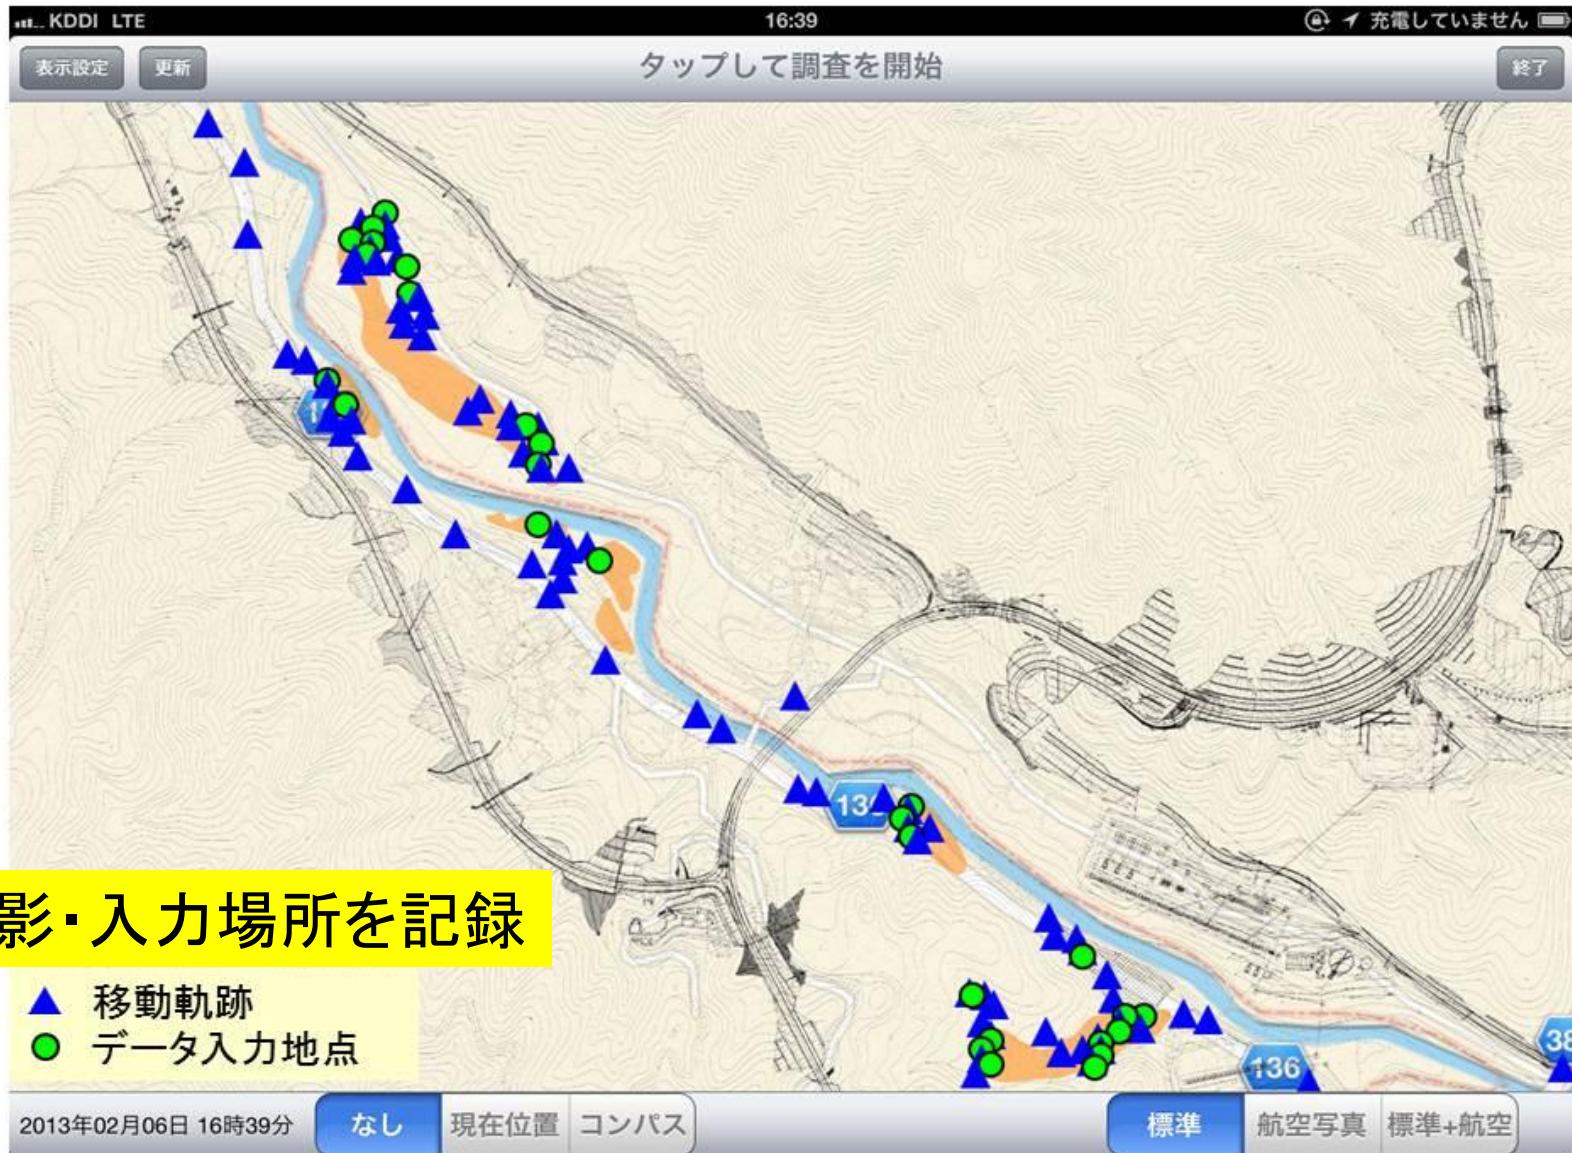 KDDI LTE
16:39
充電していません
表示設定
更新
タップして調査を開始
終了
13
影・入力場所を記録
移動軌跡
データ入力地点
136
38
2013年02月06日 16時39分
なし
現在位置
コンパス
標準
航空写真
標準+航空